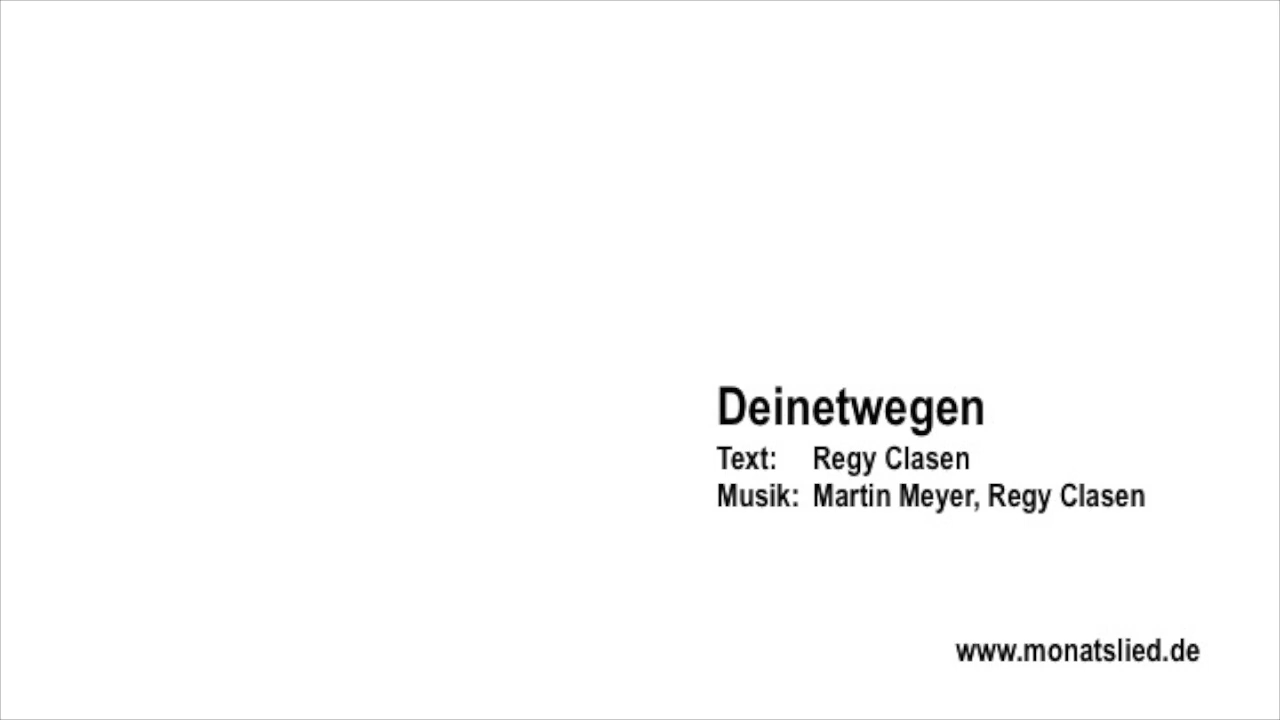 Deinetwegen
Text: Regy Clasen
Musik: Martin Meyer, Regy Clasen
www.monatslied.de